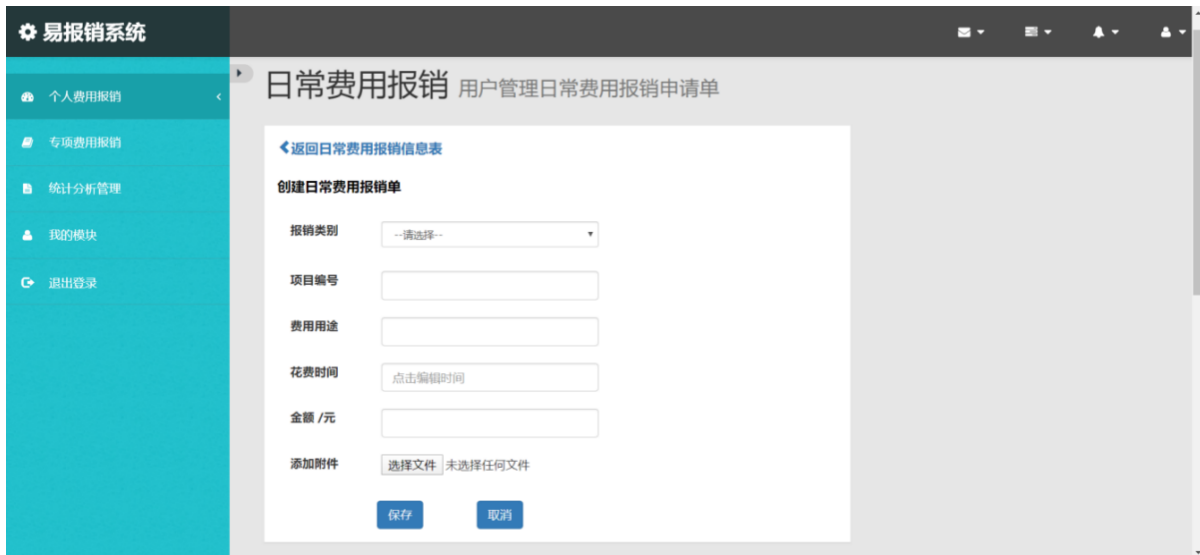 易报销系统
个人费用报销
专项费用报销
统计分析管理
我的模块
退出登录
日常费用报销 用户管理日常费用报销申请单
返回日常费用报销信息表
创建日常费用报销单
报销类别 --请选择--
项目编号
费用用途
花费时间 点击编辑时间
金额 /元
添加附件 选择文件 未选择任何文件
保存 取消